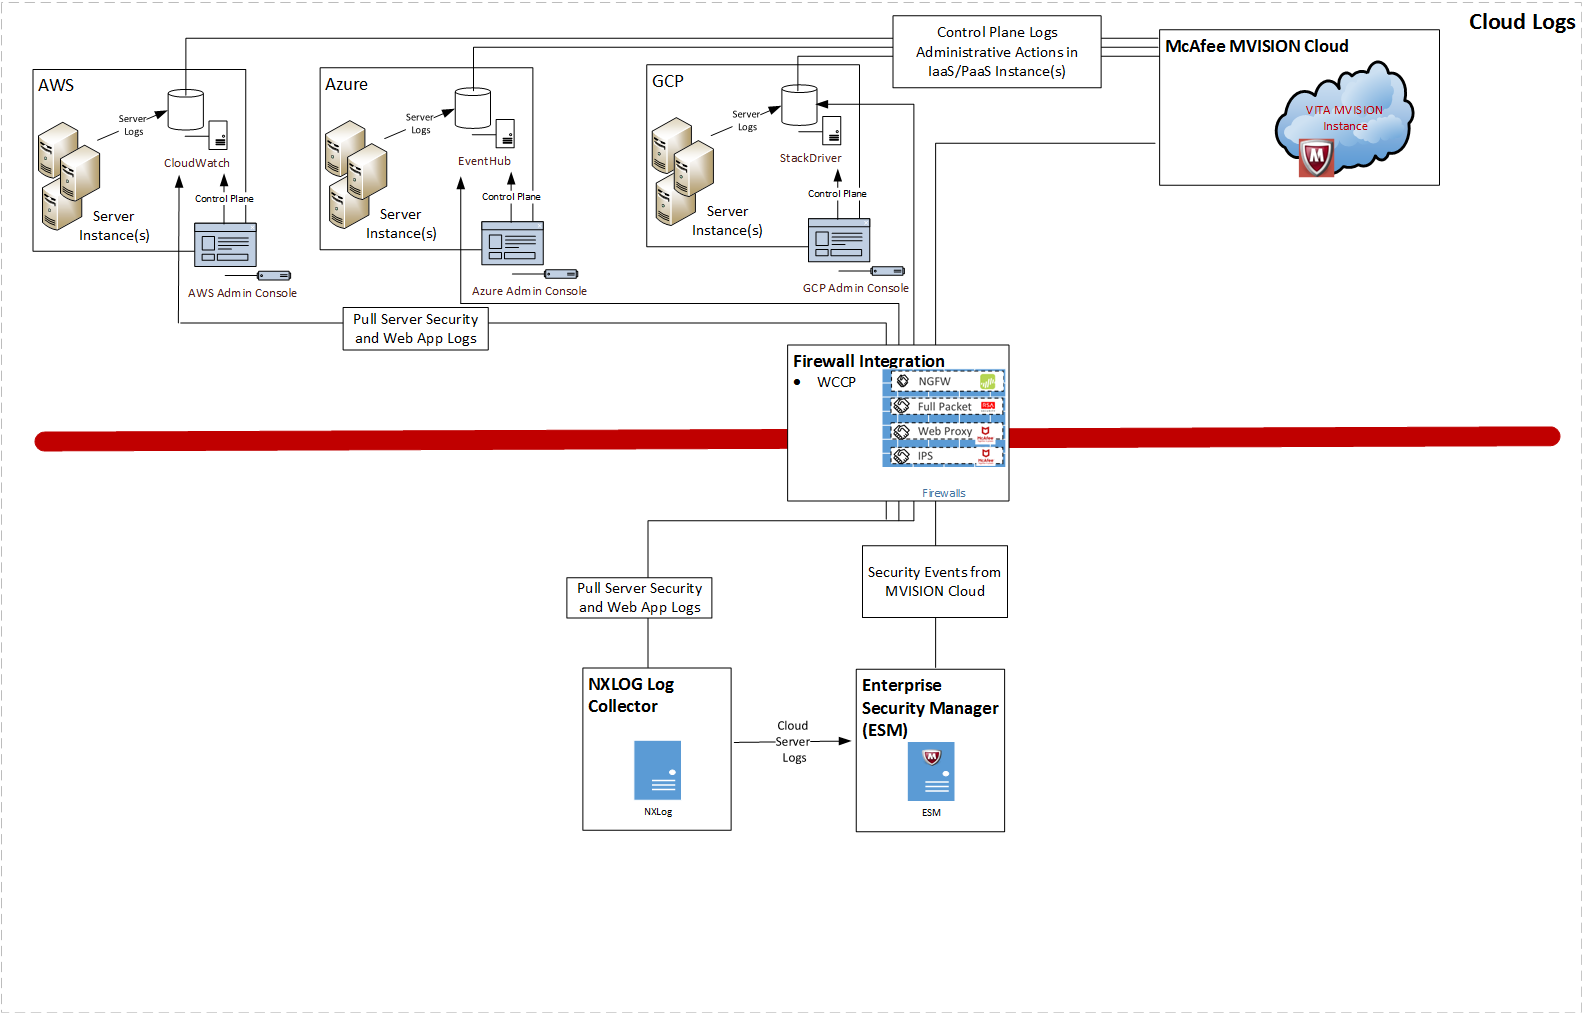 Cloud Logs
Control Plane Logs
Administrative Actions in
IaaS/PaaS Instance(s)
McAfee MVISION Cloud
VITA MVISION
Instance
AWS
Server
Logs
CloudWatch
Control Plane
Server
Instance(s)
AWS Admin Console
Azure
Server
Logs
EventHub
Control Plane
Server
Instance(s)
Azure Admin Console
GCP
Server
Logs
StackDriver
Control Plane
Server
Instance(s)
GCP Admin Console
Pull Server Security
and Web App Logs
Firewall Integration
• WCCP
NGFW
Full Packet
RSA
Web Proxy
McAfee
IPS
McAfee
Firewalls
Pull Server Security
and Web App Logs
Security Events from
MVISION Cloud
NXLOG Log
Collector
NXLog
Cloud
Server
Logs
Enterprise
Security Manager
(ESM)
ESM